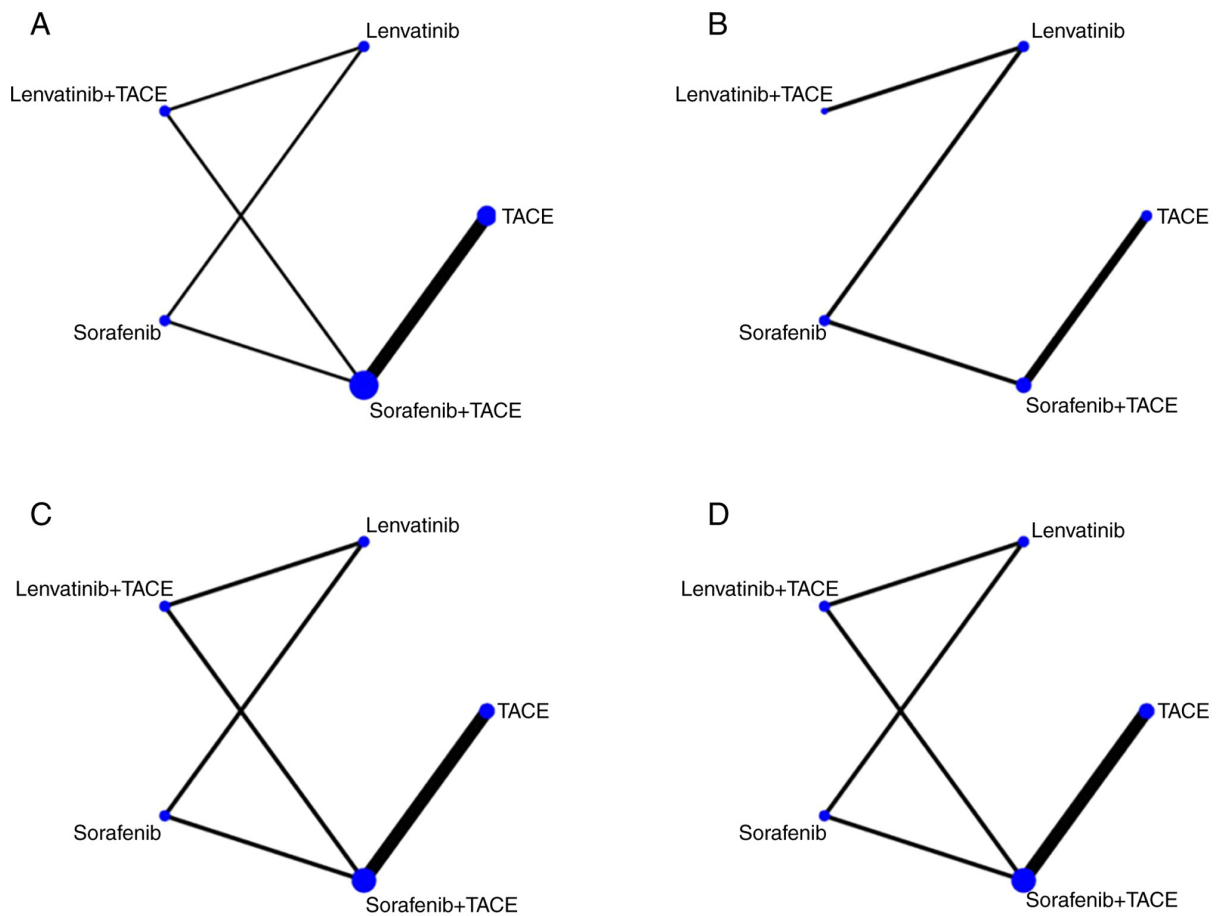 A
Lenvatinib
Lenvatinib+TACE
TACE
Sorafenib
Sorafenib+TACE
B
Lenvatinib
Lenvatinib+TACE
TACE
Sorafenib
Sorafenib+TACE
C
Lenvatinib
Lenvatinib+TACE
TACE
Sorafenib
Sorafenib+TACE
D
Lenvatinib
Lenvatinib+TACE
TACE
Sorafenib
Sorafenib+TACE